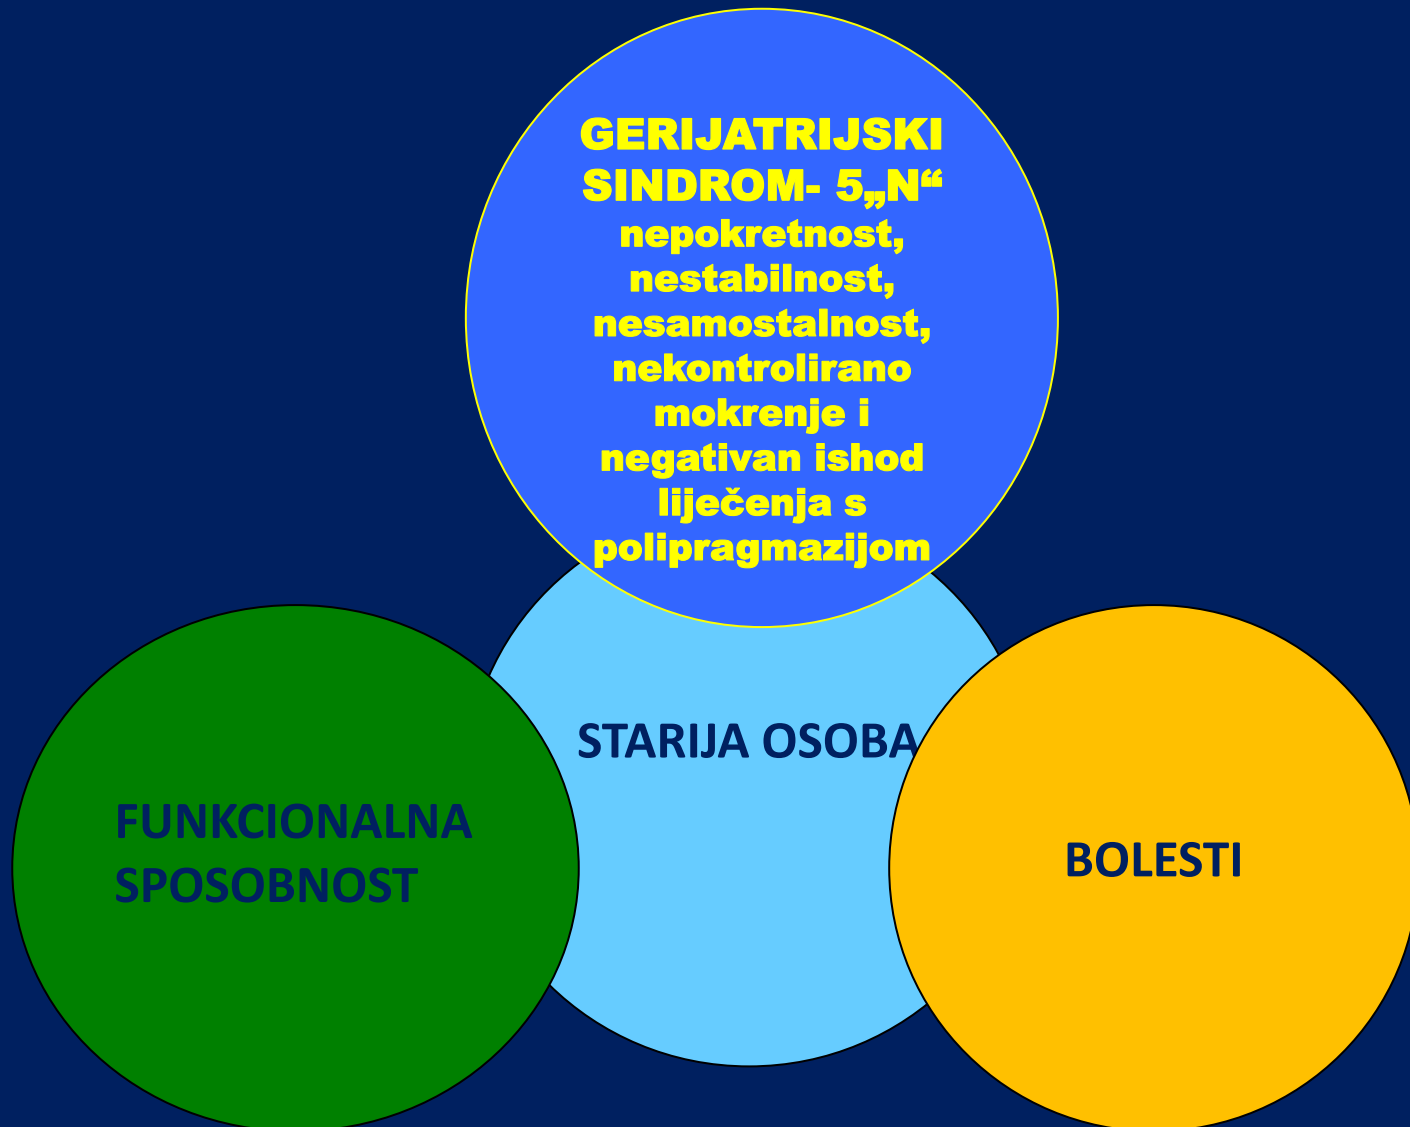 GERIJATRIJSKI
SINDROM- 5„N“
nepokretnost,
nestabilnost,
nesamostalnost,
nekontrolirano
mokrenje i
negativan ishod
liječenja s
polipragmazijom
STARIJA OSOBA
FUNKCIONALNA
SPOSOBNOST
BOLESTI